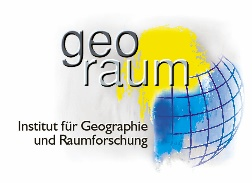 geo
raum
Institut für Geographie
und Raumforschung